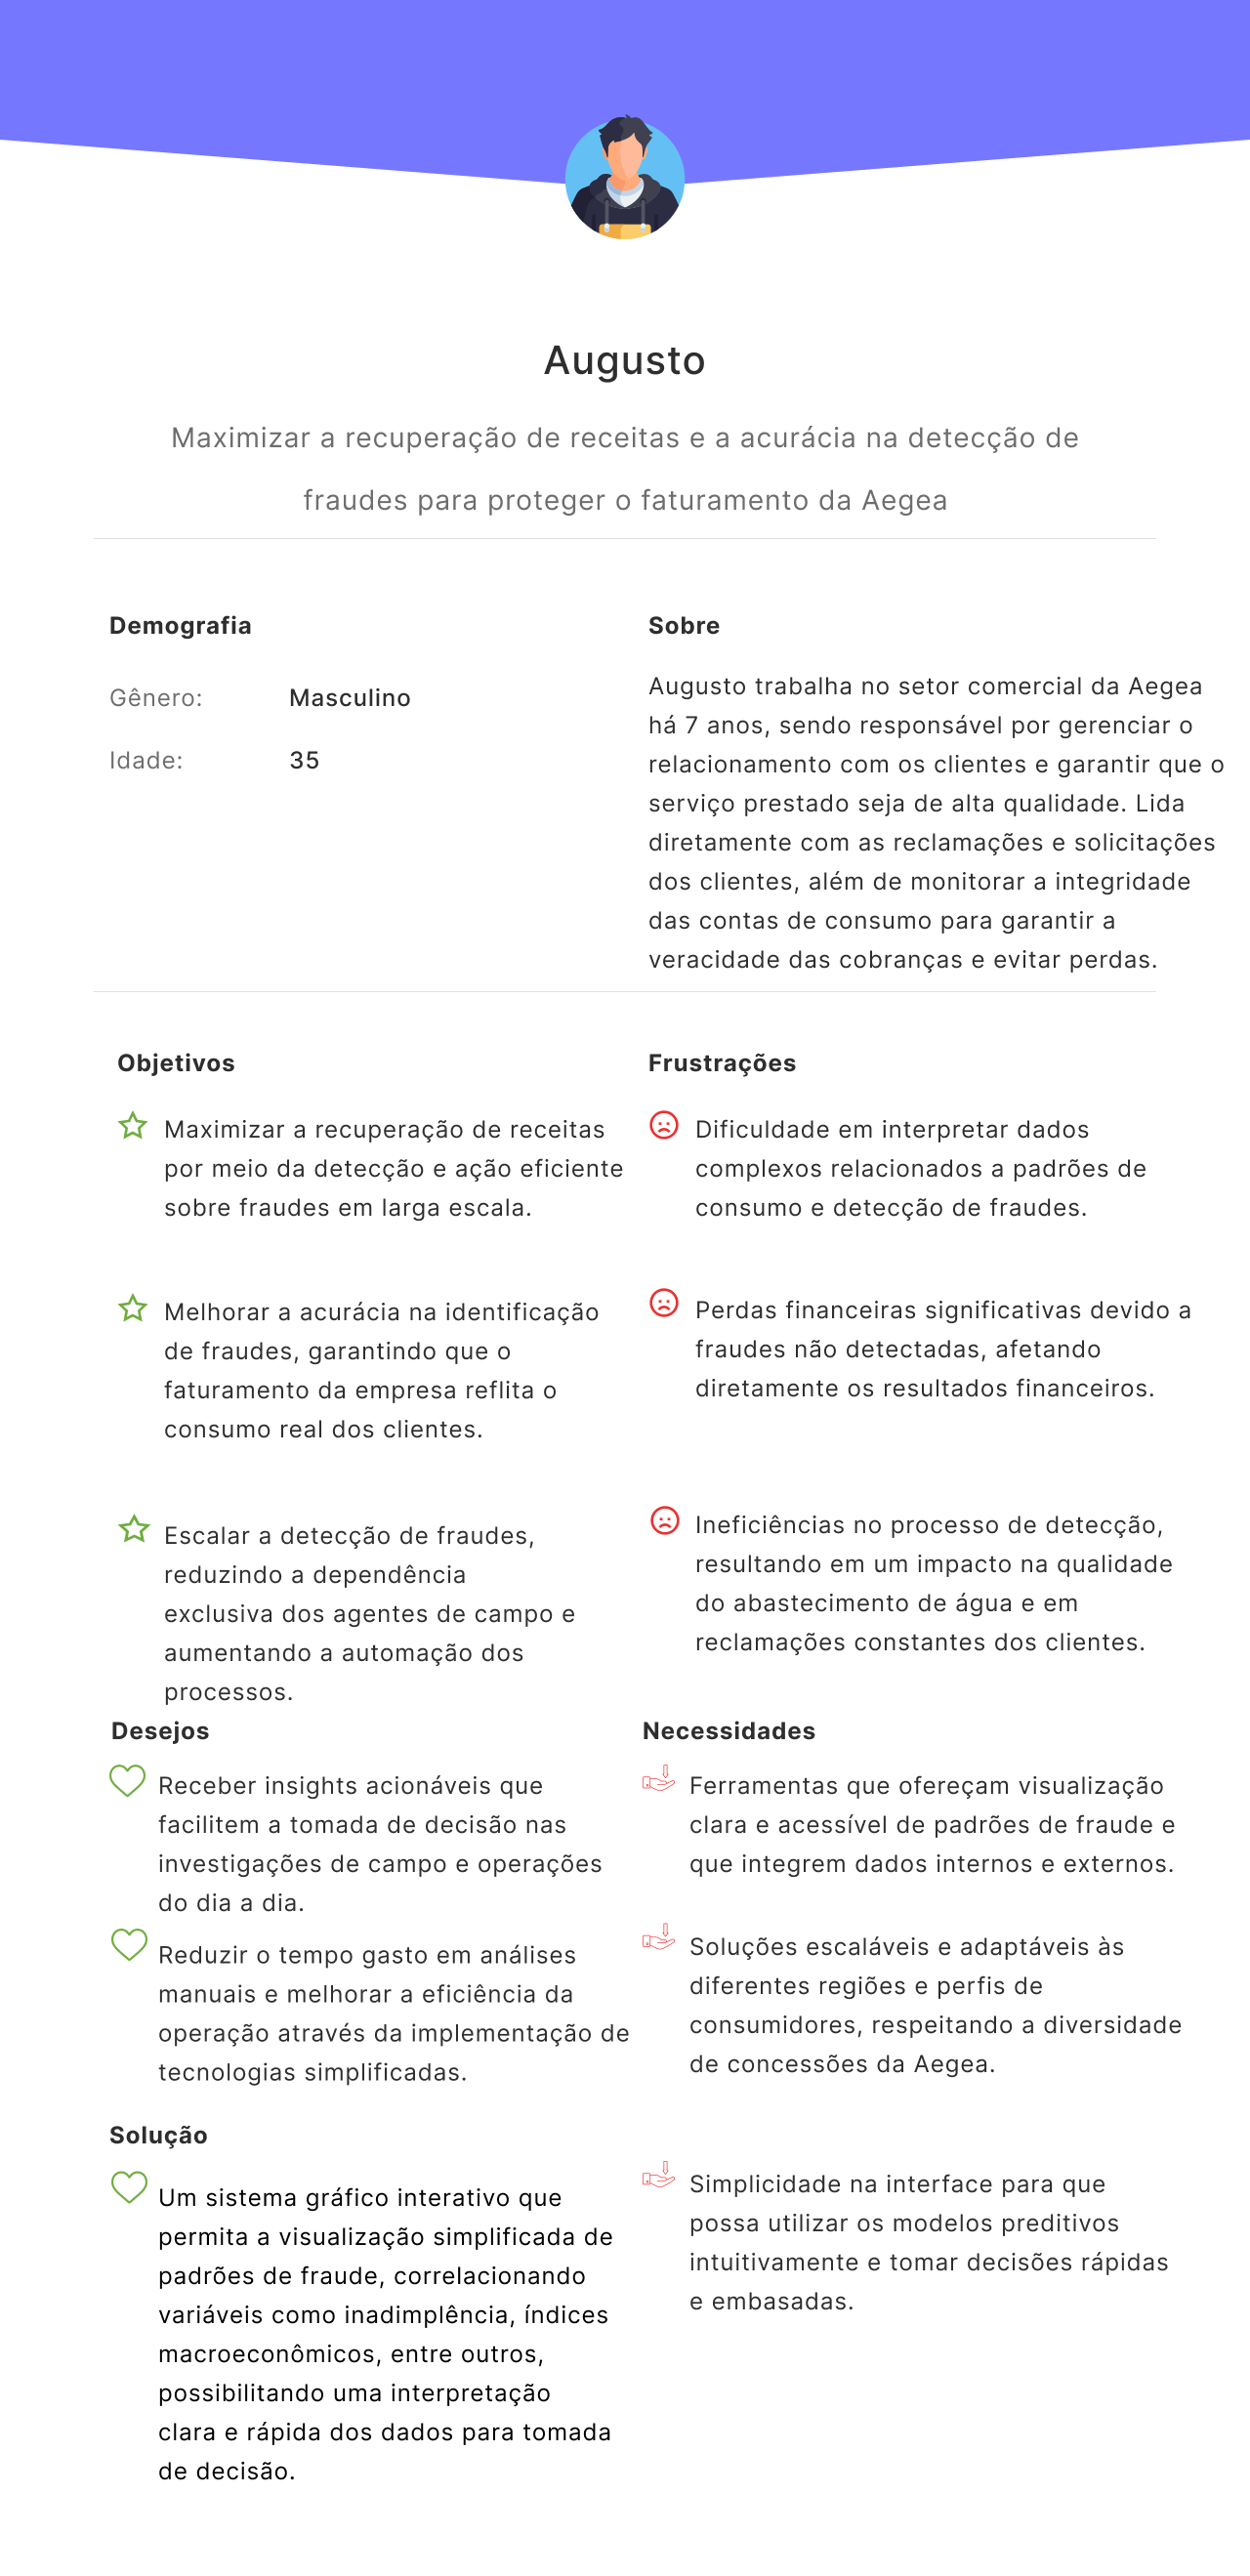 Augusto
Maximizar a recuperação de receitas e a acurácia na detecção de
fraudes para proteger o faturamento da Aegea
Demografia
Gênero: Masculino
Idade: 35
Sobre
Augusto trabalha no setor comercial da Aegea
há 7 anos, sendo responsável por gerenciar o
relacionamento com os clientes e garantir que o
serviço prestado seja de alta qualidade. Lida
diretamente com as reclamações e solicitações
dos clientes, além de monitorar a integridade
das contas de consumo para garantir a
veracidade das cobranças e evitar perdas.
Objetivos
Maximizar a recuperação de receitas
por meio da detecção e ação eficiente
sobre fraudes em larga escala.
Melhorar a acurácia na identificação
de fraudes, garantindo que o
faturamento da empresa reflita o
consumo real dos clientes.
Escalar a detecção de fraudes,
reduzindo a dependência
exclusiva dos agentes de campo e
aumentando a automação dos
processos.
Frustrações
Dificuldade em interpretar dados
complexos relacionados a padrões de
consumo e detecção de fraudes.
Perdas financeiras significativas devido a
fraudes não detectadas, afetando
diretamente os resultados financeiros.
Ineficiências no processo de detecção,
resultando em um impacto na qualidade
do abastecimento de água e em
reclamações constantes dos clientes.
Desejos
Receber insights acionáveis que
facilitem a tomada de decisão nas
investigações de campo e operações
do dia a dia.
Reduzir o tempo gasto em análises
manuais e melhorar a eficiência da
operação através da implementação de
tecnologias simplificadas.
Necessidades
Ferramentas que ofereçam visualização
clara e acessível de padrões de fraude e
que integrem dados internos e externos.
Soluções escaláveis e adaptáveis às
diferentes regiões e perfis de
consumidores, respeitando a diversidade
de concessões da Aegea.
Simplicidade na interface para que
possa utilizar os modelos preditivos
intuitivamente e tomar decisões rápidas
e embasadas.
Solução
Um sistema gráfico interativo que
permita a visualização simplificada de
padrões de fraude, correlacionando
variáveis como inadimplência, índices
macroeconômicos, entre outros,
possibilitando uma interpretação
clara e rápida dos dados para tomada
de decisão.